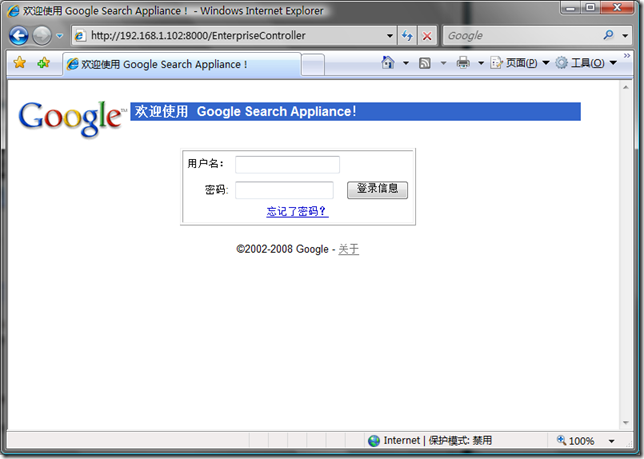 欢迎使用 Google Search Appliance！ - Windows Internet Explorer
http://192.168.1.102:8000/EnterpriseController
Google
欢迎使用 Google Search Appliance！
页面(P)
工具(O)
»
Google™ 欢迎使用 Google Search Appliance！
用户名:
密码: 登录信息
忘记了密码?
©2002-2008 Google - 关于
Internet | 保护模式: 禁用
100%